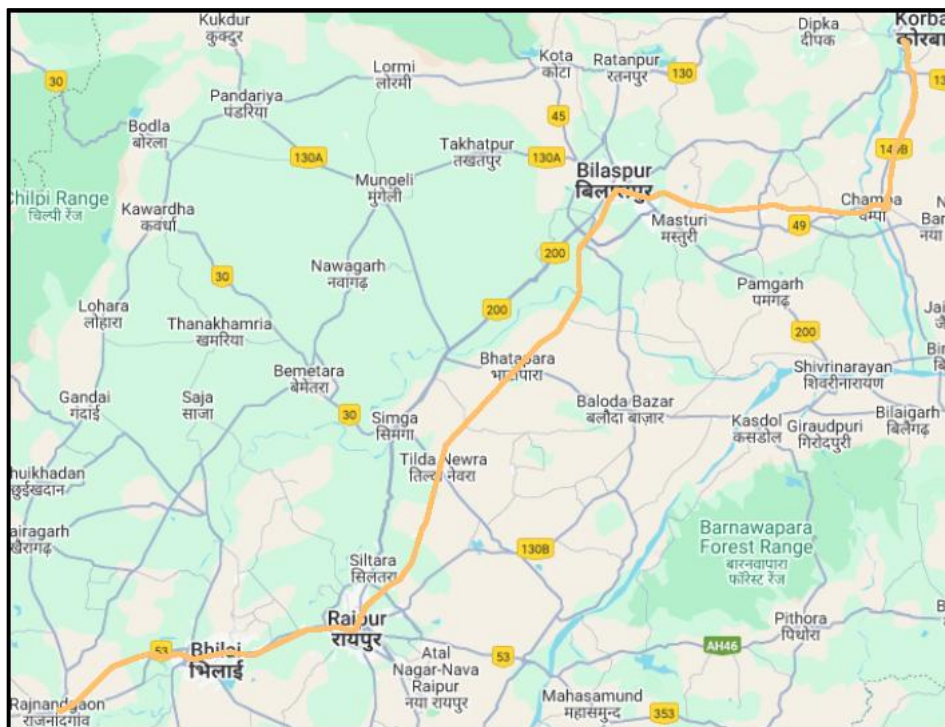 Kukdur
कुकदुर
Dipka
दीपक
Korba
कोरबा
30
Lormi
लोरमी
Kota
कोटा
Ratanpur
रतनपुर
130
Pandariya
पंडरिया
45
Bodla
बोरला
130A
Takhatpur
तखतपुर
130A
Bilaspur
बिलासपुर
Mungeli
मुंगेली
Chilpi Range
चिल्पी रेंज
Kawardha
कवर्धा
Masturi
मस्तुरी
49
Champa
चम्पा
200
Nawagarh
नवागढ़
30
Pamgarh
पमगढ़
Lohara
लोहारा
Thanakhamria
खमरिया
200
200
Bhatapara
भाटापारा
Bemetara
बेमेतरा
Shivrinarayan
शिवरीनारायण
Gandai
गंदाई
Saja
साजा
30
Simga
सिमगा
Baloda Bazar
बलौदा बाज़ार
Kasdol
कसडोल
Giraudpuri
गिरोदपुरी
Bilaigarh
बिलैगढ़
Tilda Newra
तिल्दा नेवरा
huikhadan
छुईखदान
airagarh
खैरागढ़
Barnawapara
Forest Range
बारनवापारा
फॉरेस्ट रेंज
Siltara
सिलतरा
130B
Raipur
रायपुर
Pithora
पिथोरा
53
Bhilai
भिलाई
Atal
Nagar-Nava
Raipur
नया रायपुर
53
AH46
Rajnandgaon
राजनांदगांव
Mahasamund
महासमुन्द
353